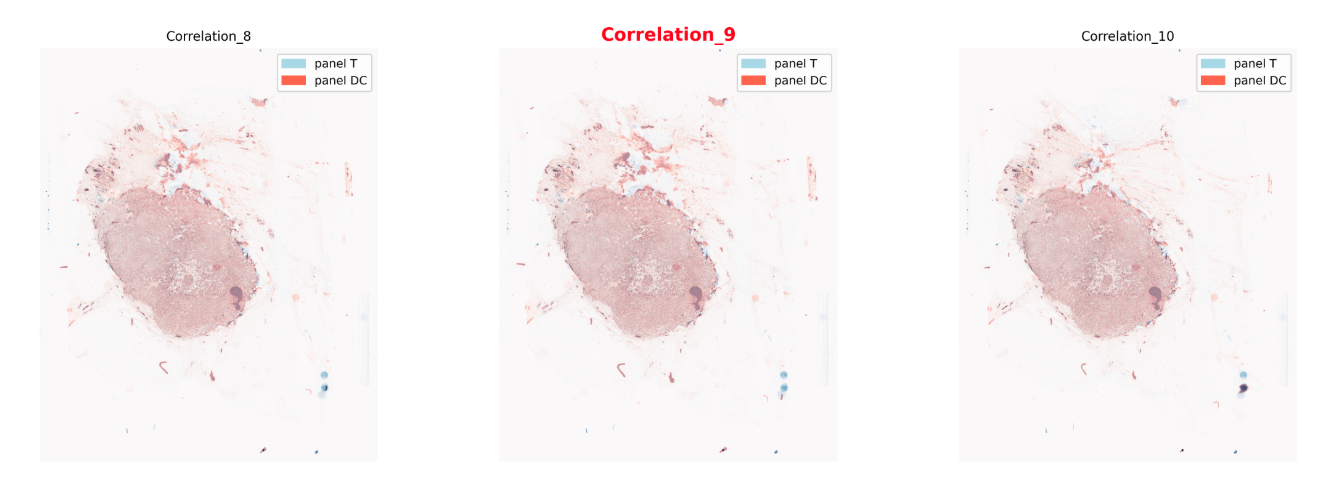 Correlation_8
panel T
panel DC
Correlation_9
panel T
panel DC
Correlation_10
panel T
panel DC